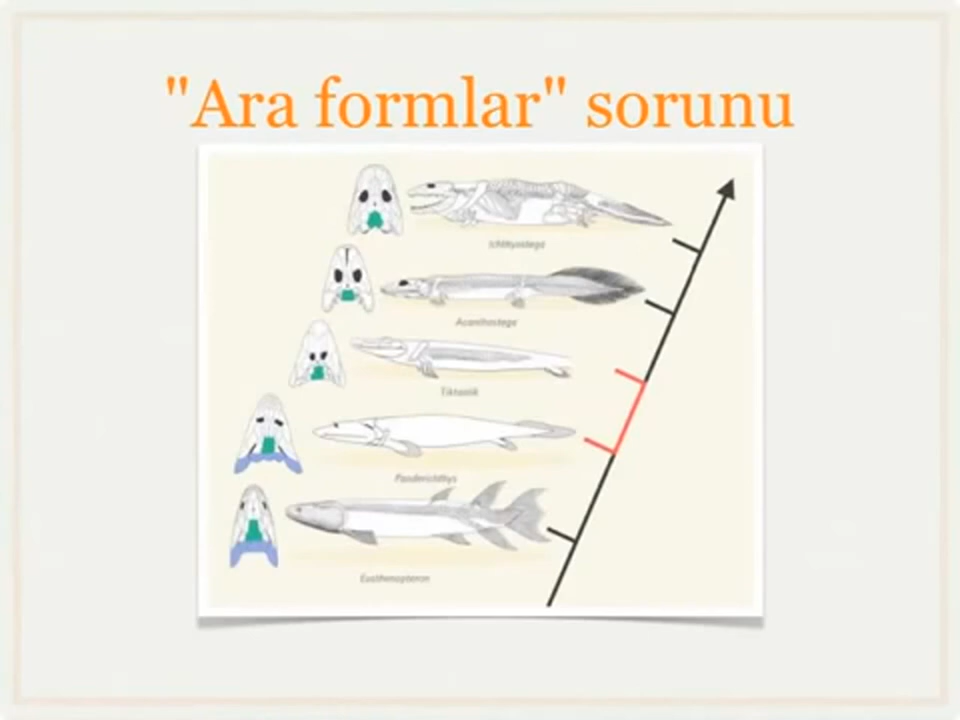 "Ara formlar" sorunu
Ichthyostega
Acanthostega
Tiktaalik
Panderichthys
Eusthenopteron